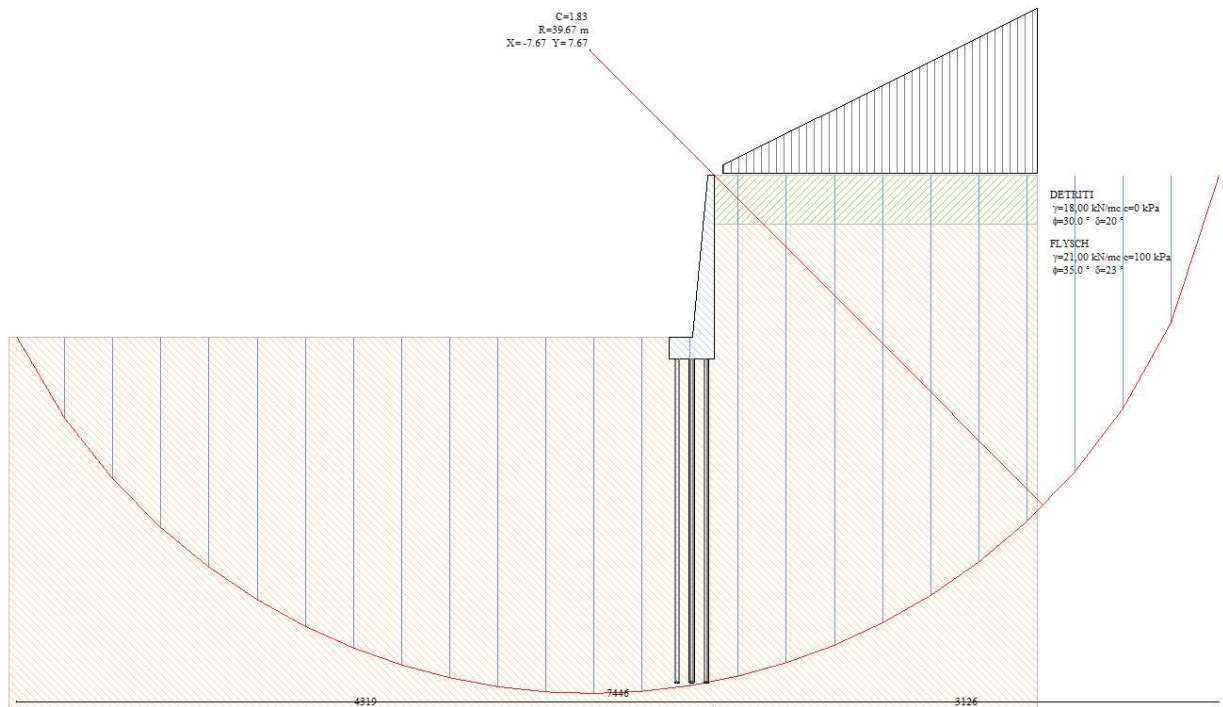 C=1.83
R=39.67 m
X= -7.67 Y= 7.67
DETRITI
γ=18,00 kN/mc c=0 kPa
ϕ=30.0 ° δ=20 °
FLYSCH
γ=21,00 kN/mc c=100 kPa
ϕ=35.0 ° δ=23 °
7446
4319
3126